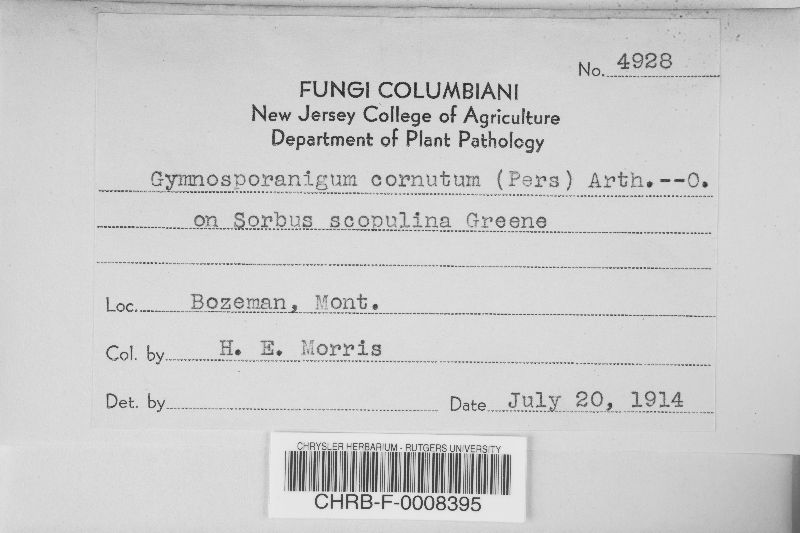 No. 4928
FUNGI COLUMBIANI
New Jersey College of Agriculture
Department of Plant Pathology
Gymnosporanigum cornutum (Pers) Arth.--O.
on Sorbus scopulina Greene
Loc. Bozeman, Mont.
Col. by H. E. Morris
Det. by
Date July 20, 1914
CHRYSLER HERBARIUM - RUTGERS UNIVERSITY
CHRB-F-0008395